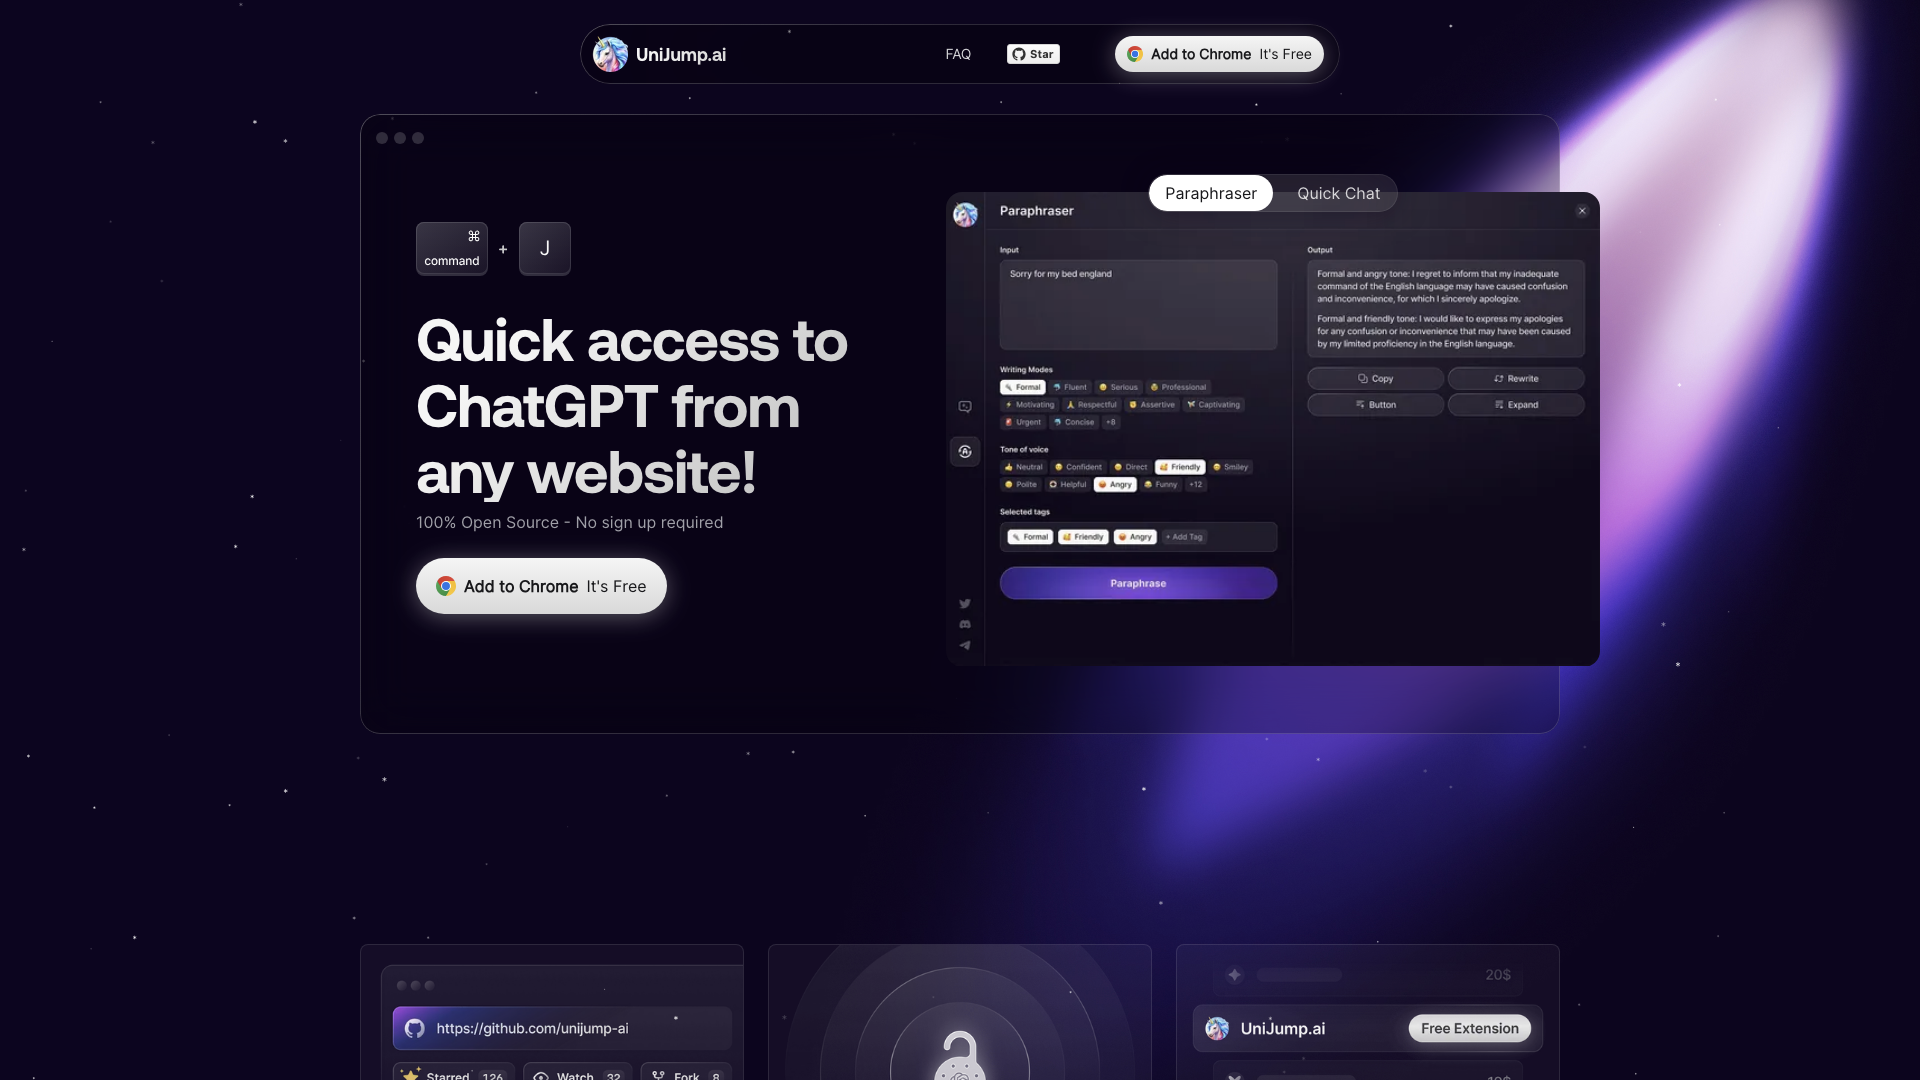 UniJump.ai
FAQ
Star
Add to Chrome It's Free
⌘
command
+
J
Quick access to
ChatGPT from
any website!
100% Open Source - No sign up required
Add to Chrome It's Free
Paraphraser
Quick Chat
Paraphraser
Input
Sorry for my bed england
Writing Modes
Formal Fluent Serious Professional
Motivating Respectful Assertive Captivating
Urgent Concise +8
Tone of voice
Neutral Confident Direct Friendly Smiley
Polite Helpful Angry Funny +12
Selected tags
Formal Friendly Angry + Add Tag
Paraphrase
Output
Formal and angry tone: I regret to inform that my inadequate
command of the English language may have caused confusion
and inconvenience, for which I sincerely apologize.
Formal and friendly tone: I would like to express my apologies
for any confusion or inconvenience that may have been caused
by my limited proficiency in the English language.
Copy Rewrite
Button Expand
https://github.com/unijump-ai
Starred 126 Watch 32 Fork 8
20$
UniJump.ai
Free Extension